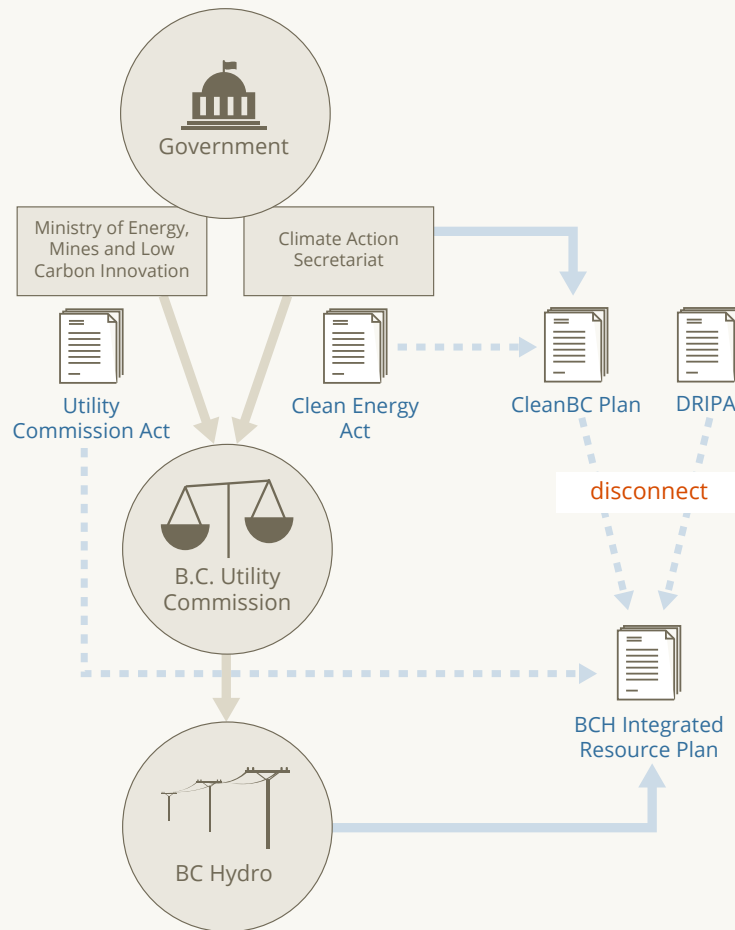 Government
Ministry of Energy,
Mines and Low
Carbon Innovation
Climate Action
Secretariat
Utility
Commission Act
Clean Energy
Act
CleanBC Plan
DRIPA
disconnect
B.C. Utility
Commission
BCH Integrated
Resource Plan
BC Hydro